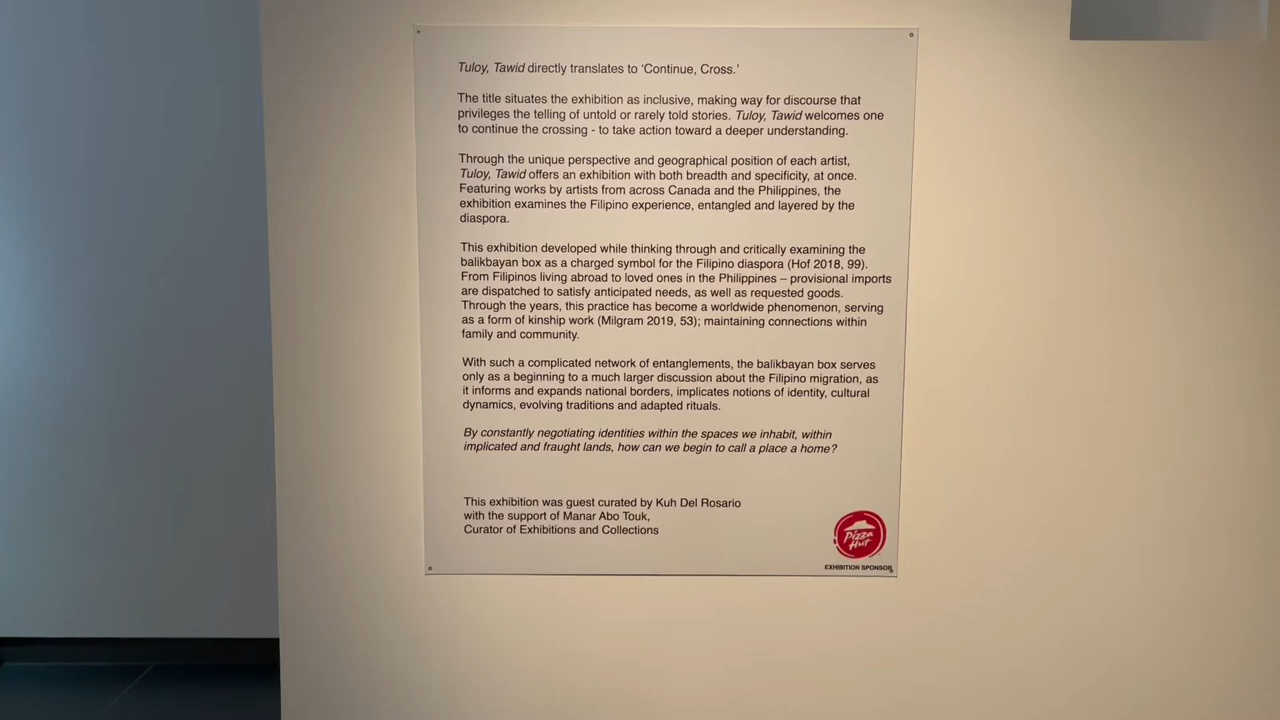 Tuloy, Tawid directly translates to 'Continue, Cross.'
The title situates the exhibition as inclusive, making way for discourse that
privileges the telling of untold or rarely told stories. Tuloy, Tawid welcomes one
to continue the crossing - to take action toward a deeper understanding.
Through the unique perspective and geographical position of each artist,
Tuloy, Tawid offers an exhibition with both breadth and specificity, at once.
Featuring works by artists from across Canada and the Philippines, the
exhibition examines the Filipino experience, entangled and layered by the
diaspora.
This exhibition developed while thinking through and critically examining the
balikbayan box as a charged symbol for the Filipino diaspora (Hof 2018, 99).
From Filipinos living abroad to loved ones in the Philippines – provisional imports
are dispatched to satisfy anticipated needs, as well as requested goods.
Through the years, this practice has become a worldwide phenomenon, serving
as a form of kinship work (Milgram 2019, 53); maintaining connections within
family and community.
With such a complicated network of entanglements, the balikbayan box serves
only as a beginning to a much larger discussion about the Filipino migration, as
it informs and expands national borders, implicates notions of identity, cultural
dynamics, evolving traditions and adapted rituals.
By constantly negotiating identities within the spaces we inhabit, within
implicated and fraught lands, how can we begin to call a place a home?
This exhibition was guest curated by Kuh Del Rosario
with the support of Manar Abo Touk,
Curator of Exhibitions and Collections
Pizza
Hut
EXHIBITION SPONSOR